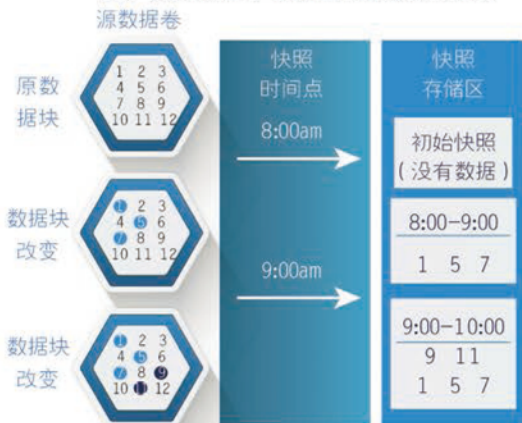 源数据卷
原数
据块
1 2 3
4 5 6
7 8 9
10 11 12
快照
时间点
8:00am
快照
存储区
初始快照
（没有数据）
数据块
改变
1 2 3
4 5 6
7 8 9
10 11 12
8:00-9:00
1 5 7
9:00am
数据块
改变
1 2 3
4 5 6
7 8 9
10 11 12
9:00-10:00
9 11
1 5 7